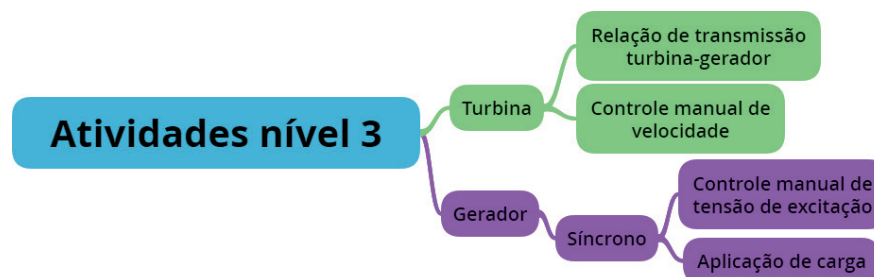 Atividades nível 3
Turbina
Relação de transmissão
turbina-gerador
Controle manual de
velocidade
Gerador
Síncrono
Controle manual de
tensão de excitação
Aplicação de carga